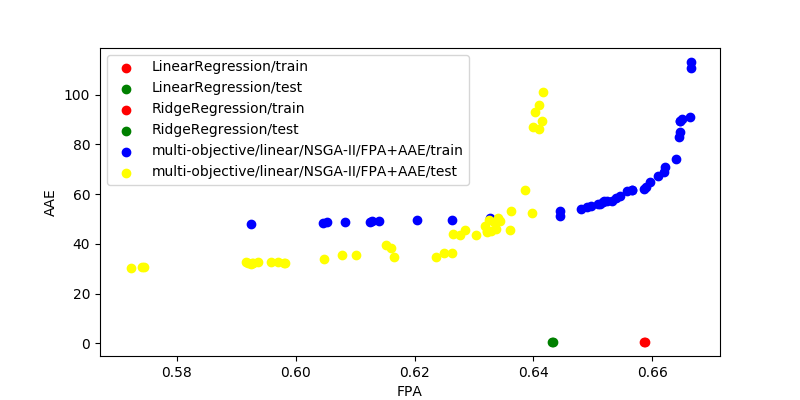 LinearRegression/train
LinearRegression/test
RidgeRegression/train
RidgeRegression/test
multi-objective/linear/NSGA-II/FPA+AAE/train
multi-objective/linear/NSGA-II/FPA+AAE/test
AAE
100
80
60
40
20
0
0.58 0.60 0.62 0.64 0.66
FPA